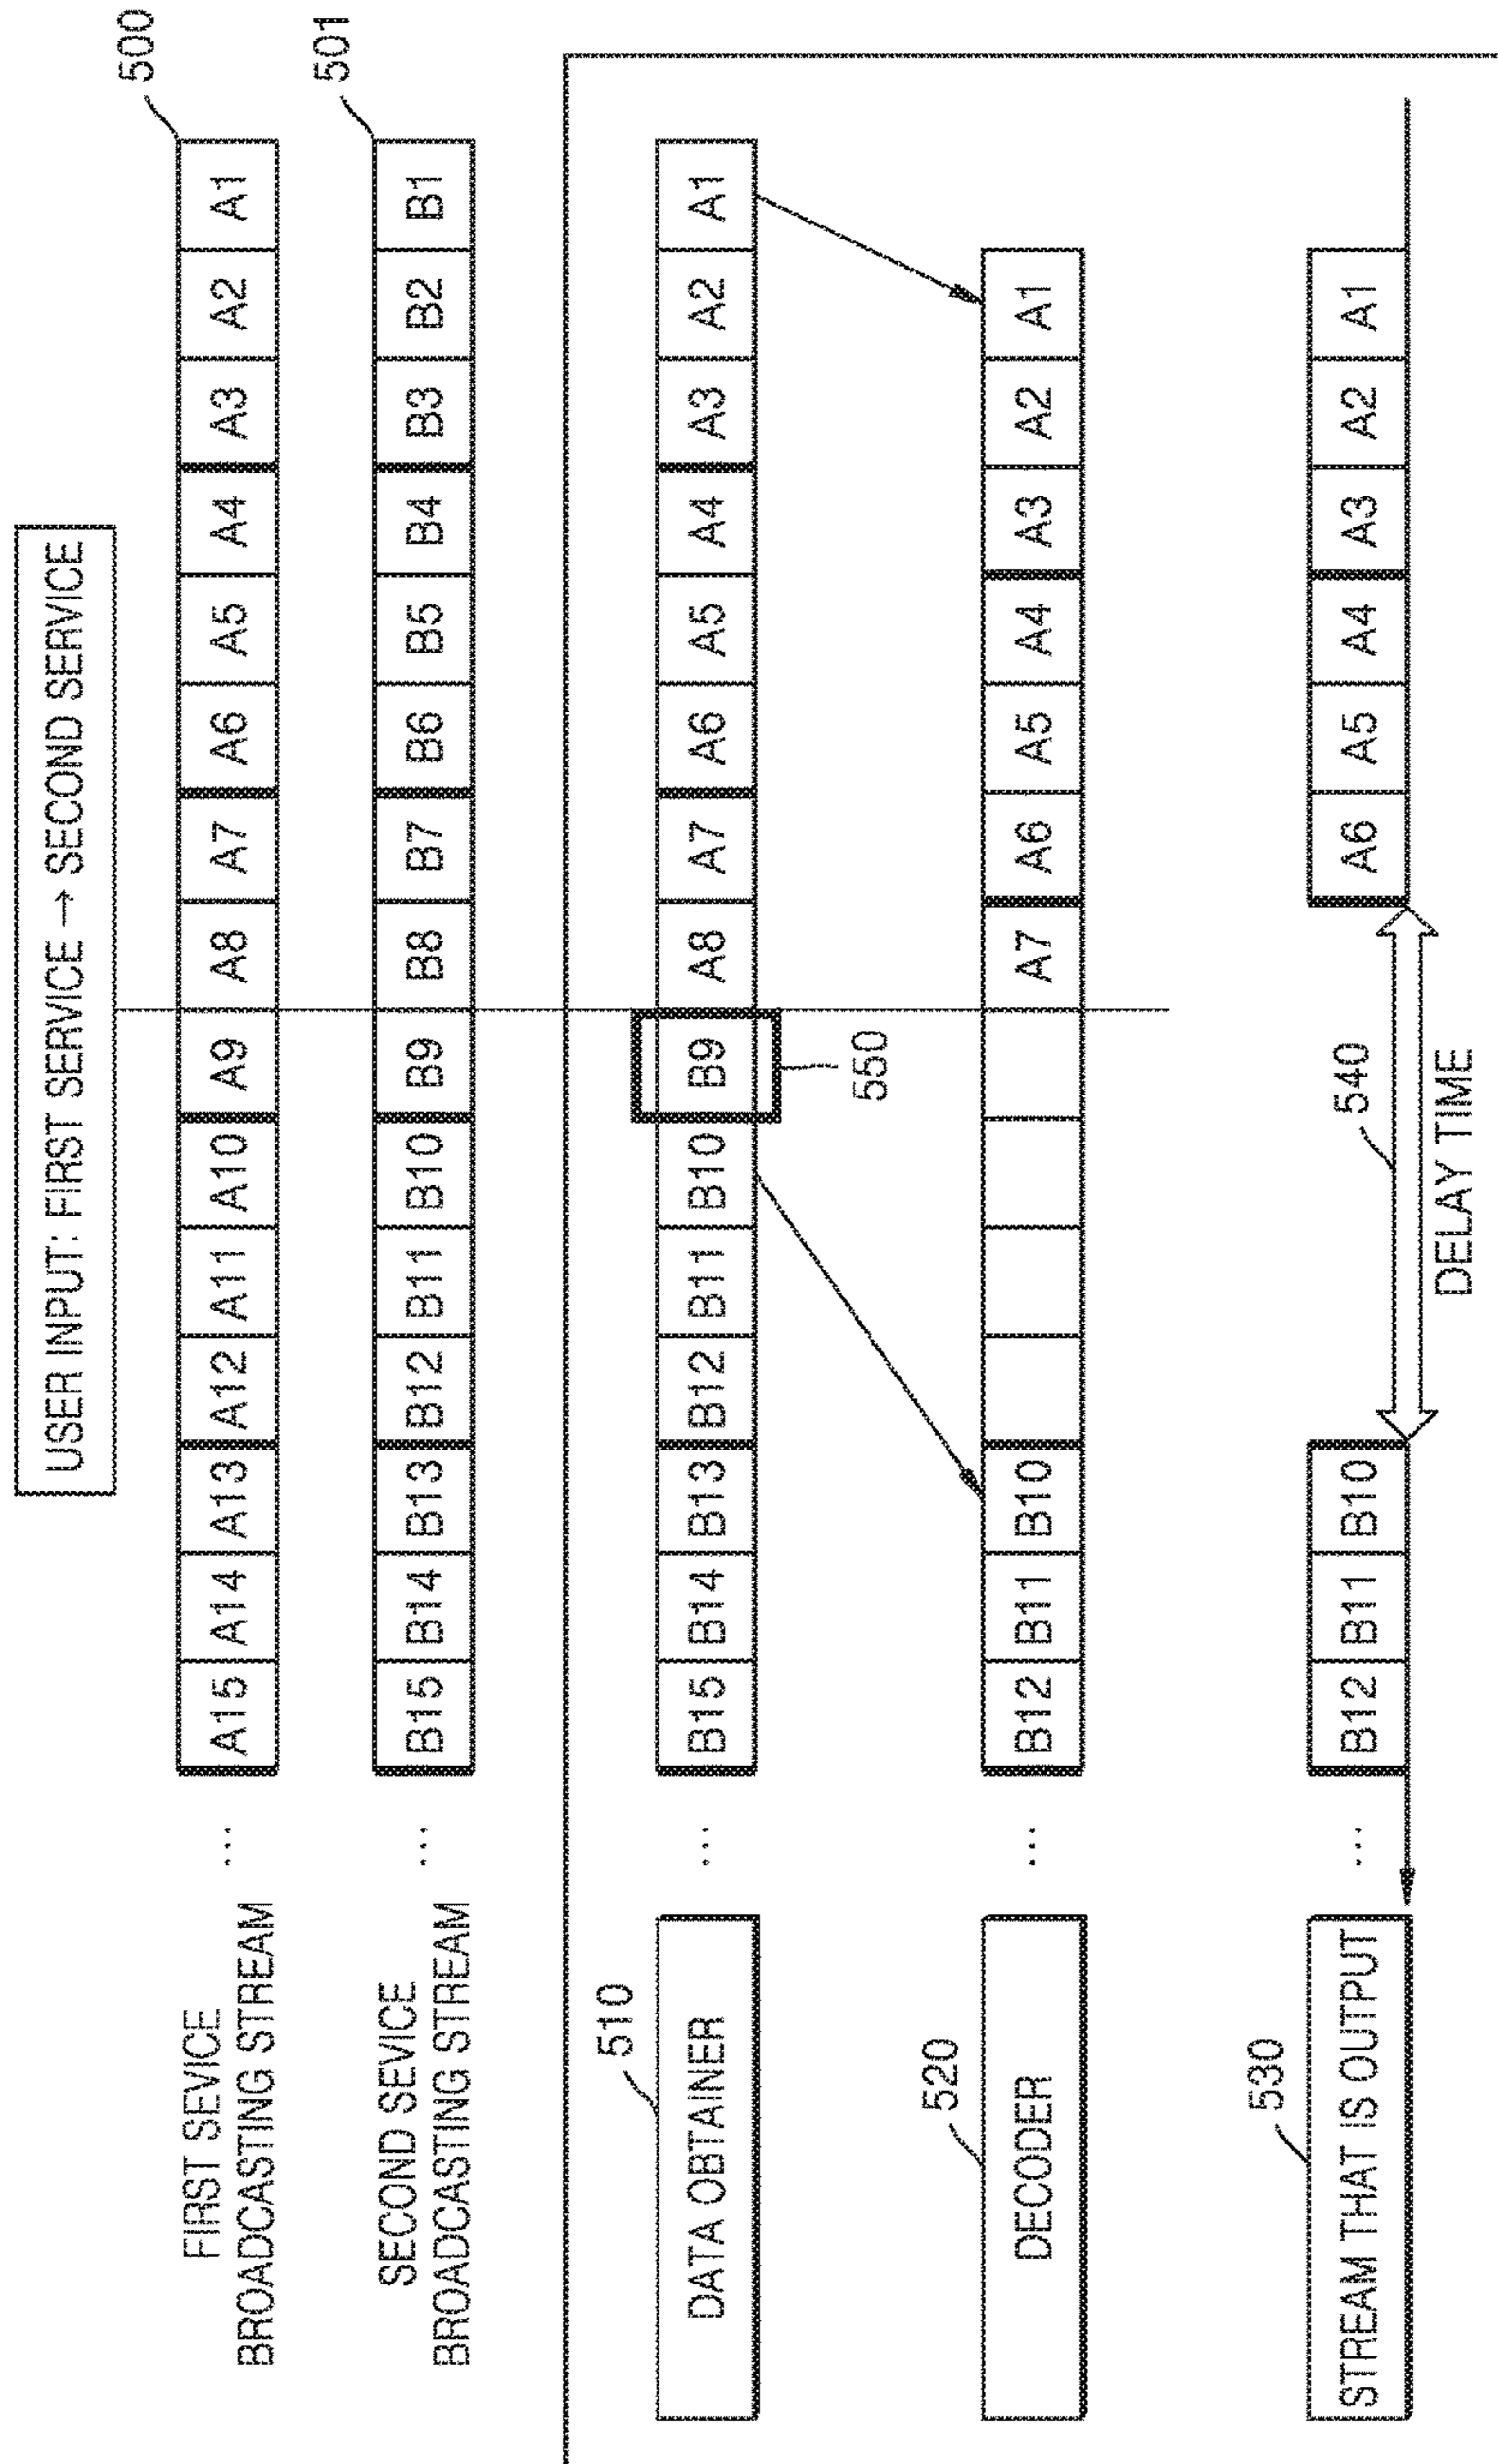 USER INPUT: FIRST SERVICE → SECOND SERVICE
500
FIRST SEVICE
BROADCASTING STREAM
... A15 A14 A13 A12 A11 A10 A9 A8 A7 A6 A5 A4 A3 A2 A1
501
SECOND SEVICE
BROADCASTING STREAM
... B15 B14 B13 B12 B11 B10 B9 B8 B7 B6 B5 B4 B3 B2 B1
510
DATA OBTAINER ... B15 B14 B13 B12 B11 B10 B9 A8 A7 A6 A5 A4 A3 A2 A1
550
520
DECODER ... B12 B11 B10 A7 A6 A5 A4 A3 A2 A1
530
STREAM THAT IS OUTPUT ... B12 B11 B10 A6 A5 A4 A3 A2 A1
540
DELAY TIME